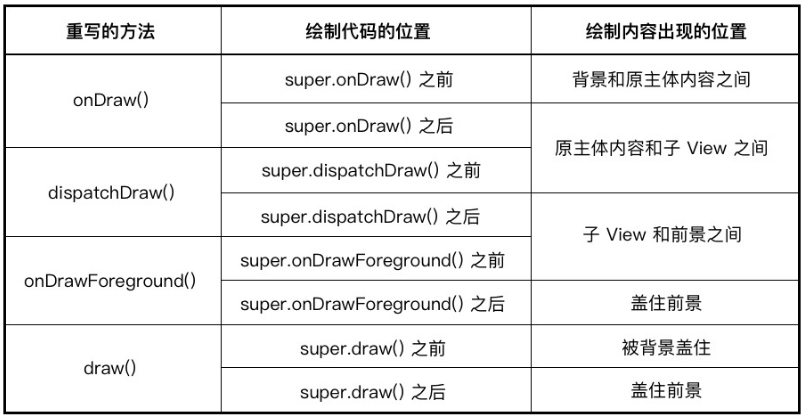 重写的方法 绘制代码的位置 绘制内容出现的位置
onDraw() super.onDraw() 之前 背景和原主体内容之间
super.onDraw() 之后 原主体内容和子 View 之间
dispatchDraw() super.dispatchDraw() 之前
super.dispatchDraw() 之后 子 View 和前景之间
onDrawForeground() super.onDrawForeground() 之前
super.onDrawForeground() 之后 盖住前景
draw() super.draw() 之前 被背景盖住
super.draw() 之后 盖住前景